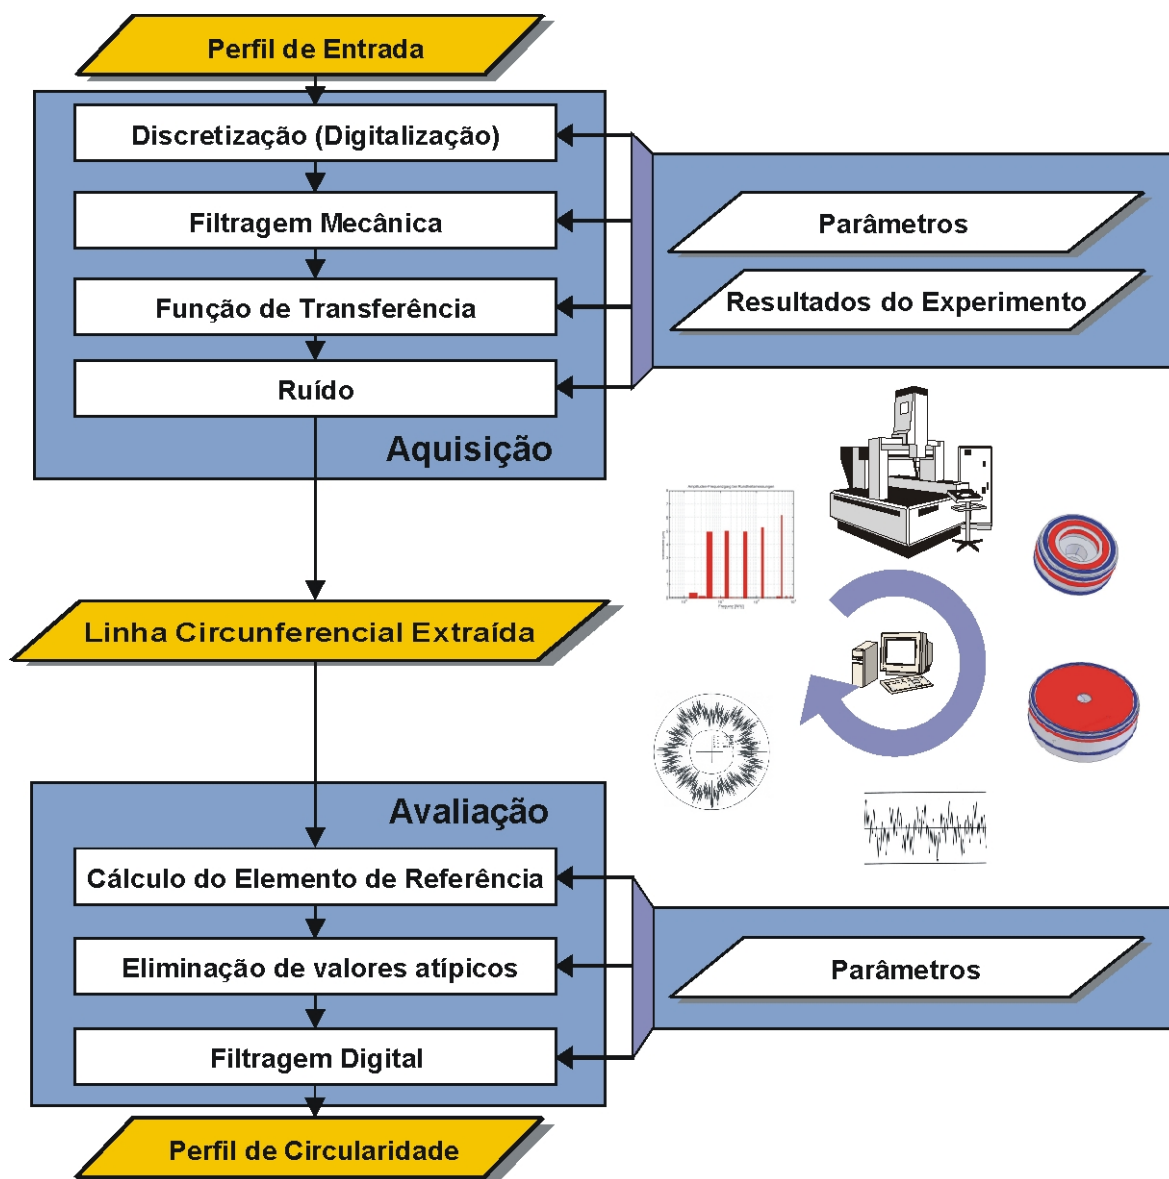 Perfil de Entrada
Discretização (Digitalização)
Filtragem Mecânica
Função de Transferência
Ruído
Aquisição
Parâmetros
Resultados do Experimento
Linha Circunferencial Extraída
Avaliação
Cálculo do Elemento de Referência
Eliminação de valores atípicos
Filtragem Digital
Parâmetros
Perfil de Circularidade